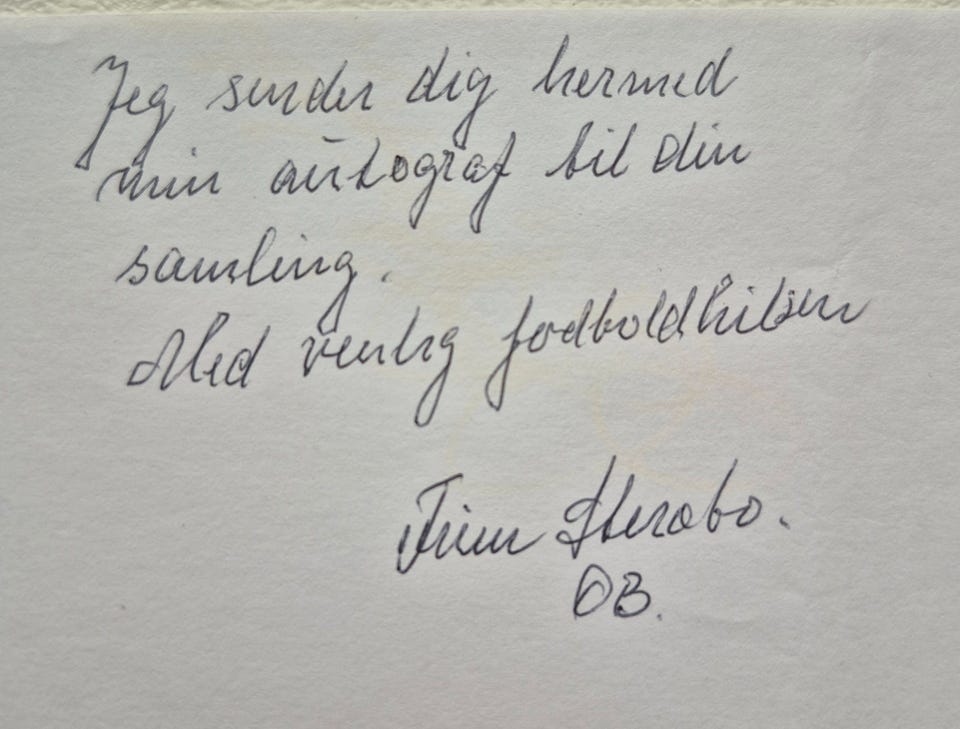 Jeg sender dig hermed
min autograf til din
samling.
Med venlig fodboldhilsen
OB.